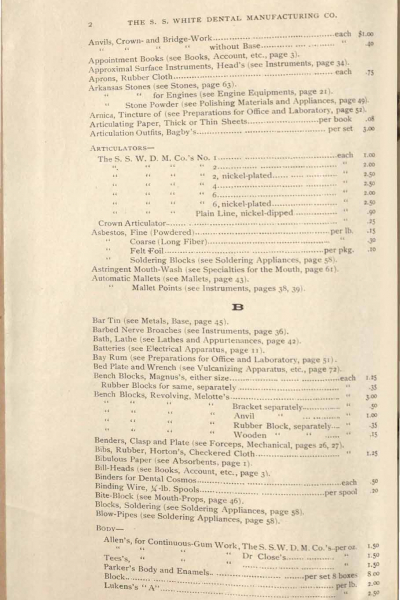 2 THE S. S. WHITE DENTAL MANUFACTURING CO.
Anvils, Crown- and Bridge-Work........each $1.00
" " " " without Base........ " .40
Appointment Books (see Books, Account, etc., page 3).
Approximal Surface Instruments, Head's (see Instruments, page 34).
Aprons, Rubber Cloth........each .75
Arkansas Stones (see Stones, page 63).
" " for Engines (see Engine Equipments, page 21).
" Stone Powder (see Polishing Materials and Appliances, page 49).
Arnica, Tincture of (see Preparations for Office and Laboratory, page 52).
Articulating Paper, Thick or Thin Sheets........per book .08
Articulation Outfits, Bagby's........per set 3.00
ARTICULATORS—
The S. S. W. D. M. Co.'s No. 1........each 1.00
" " " " 2........ " 1.00
" " " " 2, nickel-plated........ " 2.50
" " " " 4........ " 2.50
" " " " 6........ " 2.00
" " " " 6, nickel-plated........ " 2.50
" " " Plain Line, nickel-dipped........ " .90
Crown Articulator........ " .25
Asbestos, Fine (Powdered)........per lb. .15
" Coarse (Long Fiber)........ " .30
" Felt Foil........per pkg. .10
" Soldering Blocks (see Soldering Appliances, page 58).
Astringent Mouth-Wash (see Specialties for the Mouth, page 61).
Automatic Mallets (see Mallets, page 43).
" Mallet Points (see Instruments, pages 38, 39).
B
Bar Tin (see Metals, Base, page 45).
Barbed Nerve Broaches (see Instruments, page 36).
Bath, Lathe (see Lathes and Appurtenances, page 42).
Batteries (see Electrical Apparatus, page 11).
Bay Rum (see Preparations for Office and Laboratory, page 51).
Bed Plate and Wrench (see Vulcanizing Apparatus, etc., page 72).
Bench Blocks, Magnus's, either size........each 1.25
Rubber Blocks for same, separately........ " .35
Bench Blocks, Revolving, Melotte's........ " 3.00
" " " " Bracket separately........ " .50
" " " " Anvil " ........ " 1.00
" " " " Rubber Block, separately... " .35
" " " " Wooden " " ........ " .15
Benders, Clasp and Plate (see Forceps, Mechanical, pages 26, 27).
Bibs, Rubber, Horton's, Checkered Cloth........ " 1.25
Bibulous Paper (see Absorbents, page 1).
Bill-Heads (see Books, Account, etc., page 3).
Binders for Dental Cosmos........each .50
Binding Wire, ¼-lb. Spools........per spool .20
Bite-Block (see Mouth-Props, page 46).
Blocks, Soldering (see Soldering Appliances, page 58).
Blow-Pipes (see Soldering Appliances, page 58).
BODY—
Allen's, for Continuous-Gum Work, The S. S. W. D. M. Co.'s..per oz. 1.50
" " " " Dr Close's........ " 1.50
Tees's, " " " ........ " 1.50
Parker's Body and Enamels........per set 8 boxes 8.00
Block........per lb. 2.00
Lukens's "A"........ " 2.50